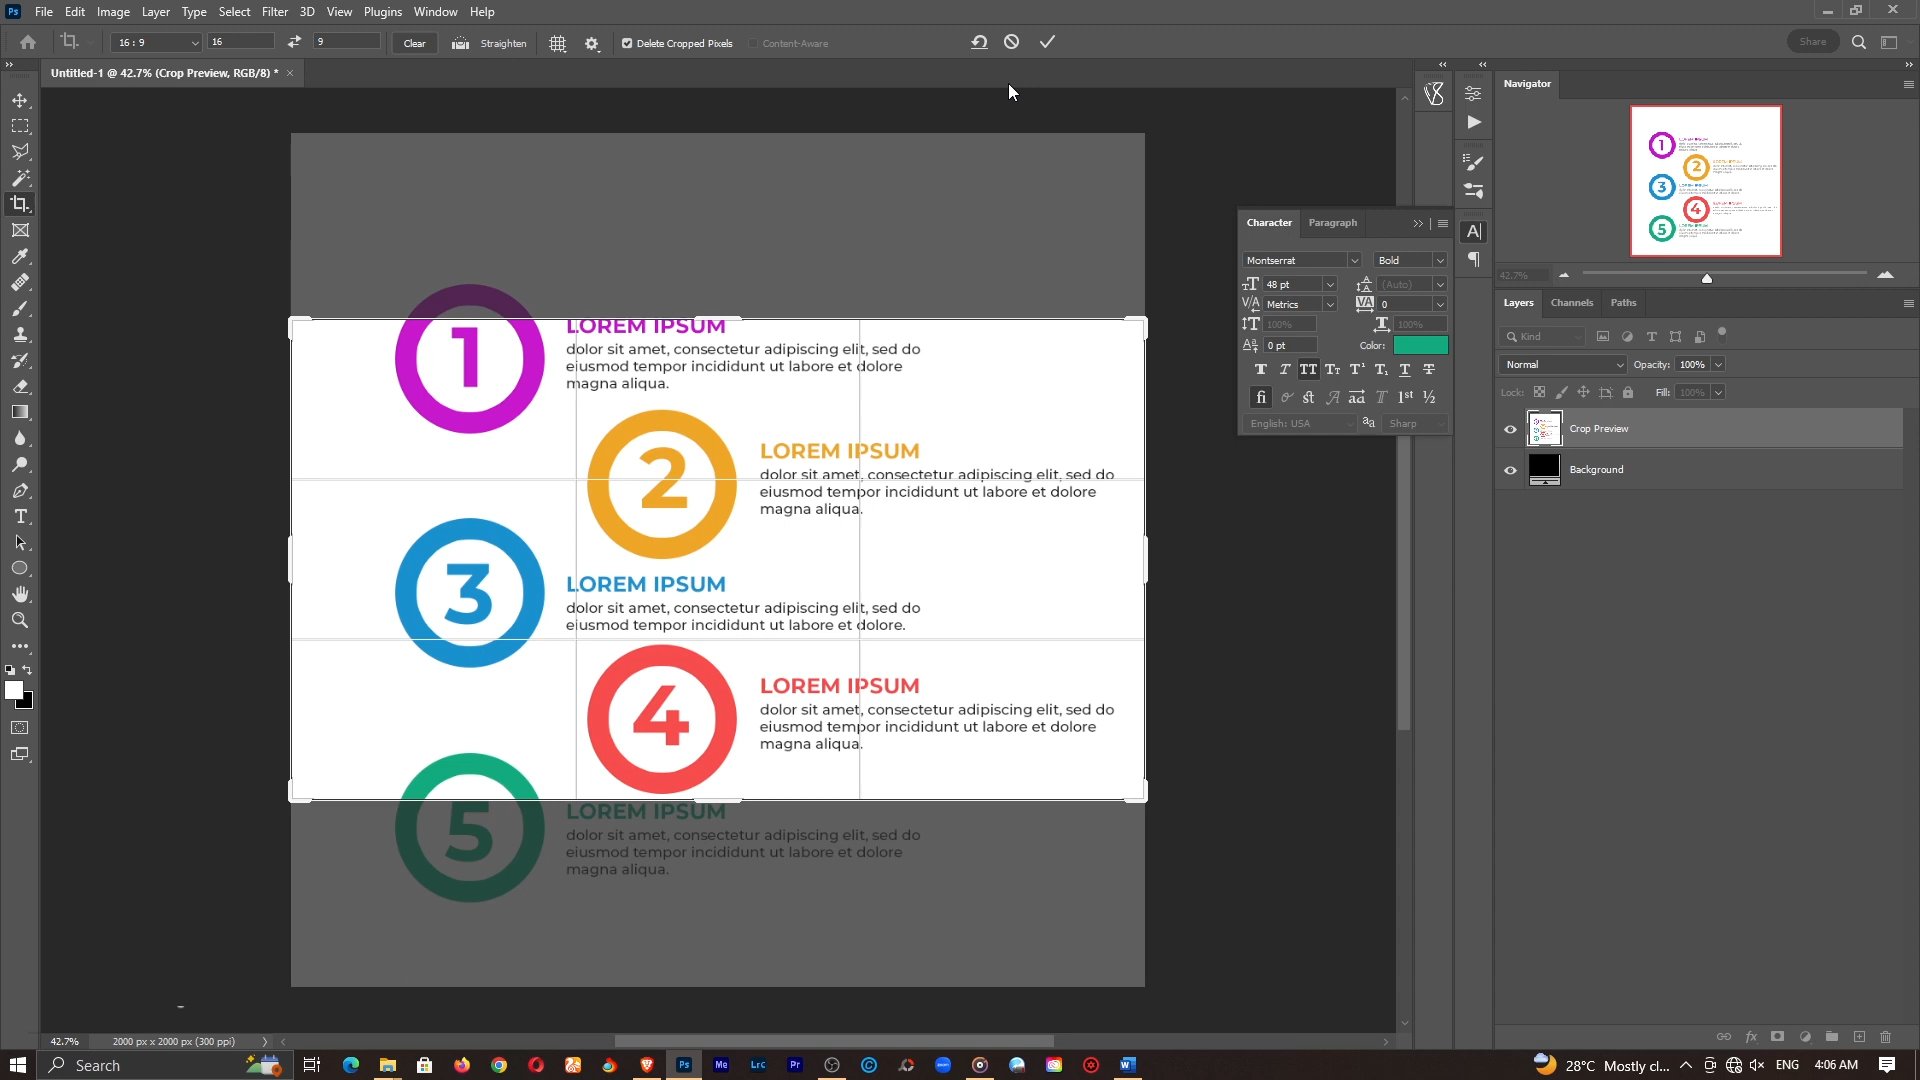 Ps File Edit Image Layer Type Select Filter 3D View Plugins Window Help
16 : 9 16 9 Clear Straighten Delete Cropped Pixels Content-Aware Share
Untitled-1 @ 42.7% (Crop Preview, RGB/8) *
Navigator
42.7%
1
LOREM IPSUM
dolor sit amet, consectetur adipiscing elit, sed do
eiusmod tempor incididunt ut labore et dolore
magna aliqua.
2
LOREM IPSUM
dolor sit amet, consectetur adipiscing elit, sed do
eiusmod tempor incididunt ut labore et dolore
magna aliqua.
3
LOREM IPSUM
dolor sit amet, consectetur adipiscing elit, sed do
eiusmod tempor incididunt ut labore et dolore.
4
LOREM IPSUM
dolor sit amet, consectetur adipiscing elit, sed do
eiusmod tempor incididunt ut labore et dolore
magna aliqua.
5
LOREM IPSUM
dolor sit amet, consectetur adipiscing elit, sed do
eiusmod tempor incididunt ut labore et dolore
magna aliqua.
Character Paragraph
Montserrat Bold
48 pt (Auto)
Metrics 0
100% 100%
0 pt Color:
English: USA Sharp
Layers Channels Paths
Kind
Normal Opacity: 100%
Lock: Fill: 100%
Crop Preview
Background
42.7% 2000 px x 2000 px (300 ppi)
Search Ps Me Lrc Pr 28°C Mostly cl... ENG 4:06 AM